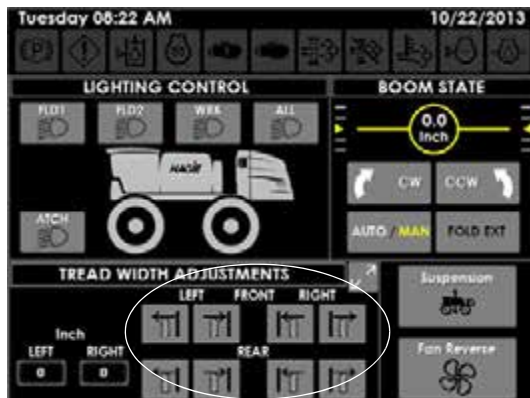 Tuesday 08:22 AM 10/22/2013
LIGHTING CONTROL
BOOM STATE
FLD1 FLD2 WRK ALL
0.0
Inch
HAGIE
CW CCW
ATCH
AUTO / MAN FOLD EXT
TREAD WIDTH ADJUSTMENTS
LEFT FRONT RIGHT
Suspension
Inch
LEFT RIGHT
REAR
0 0
Fan Reverse